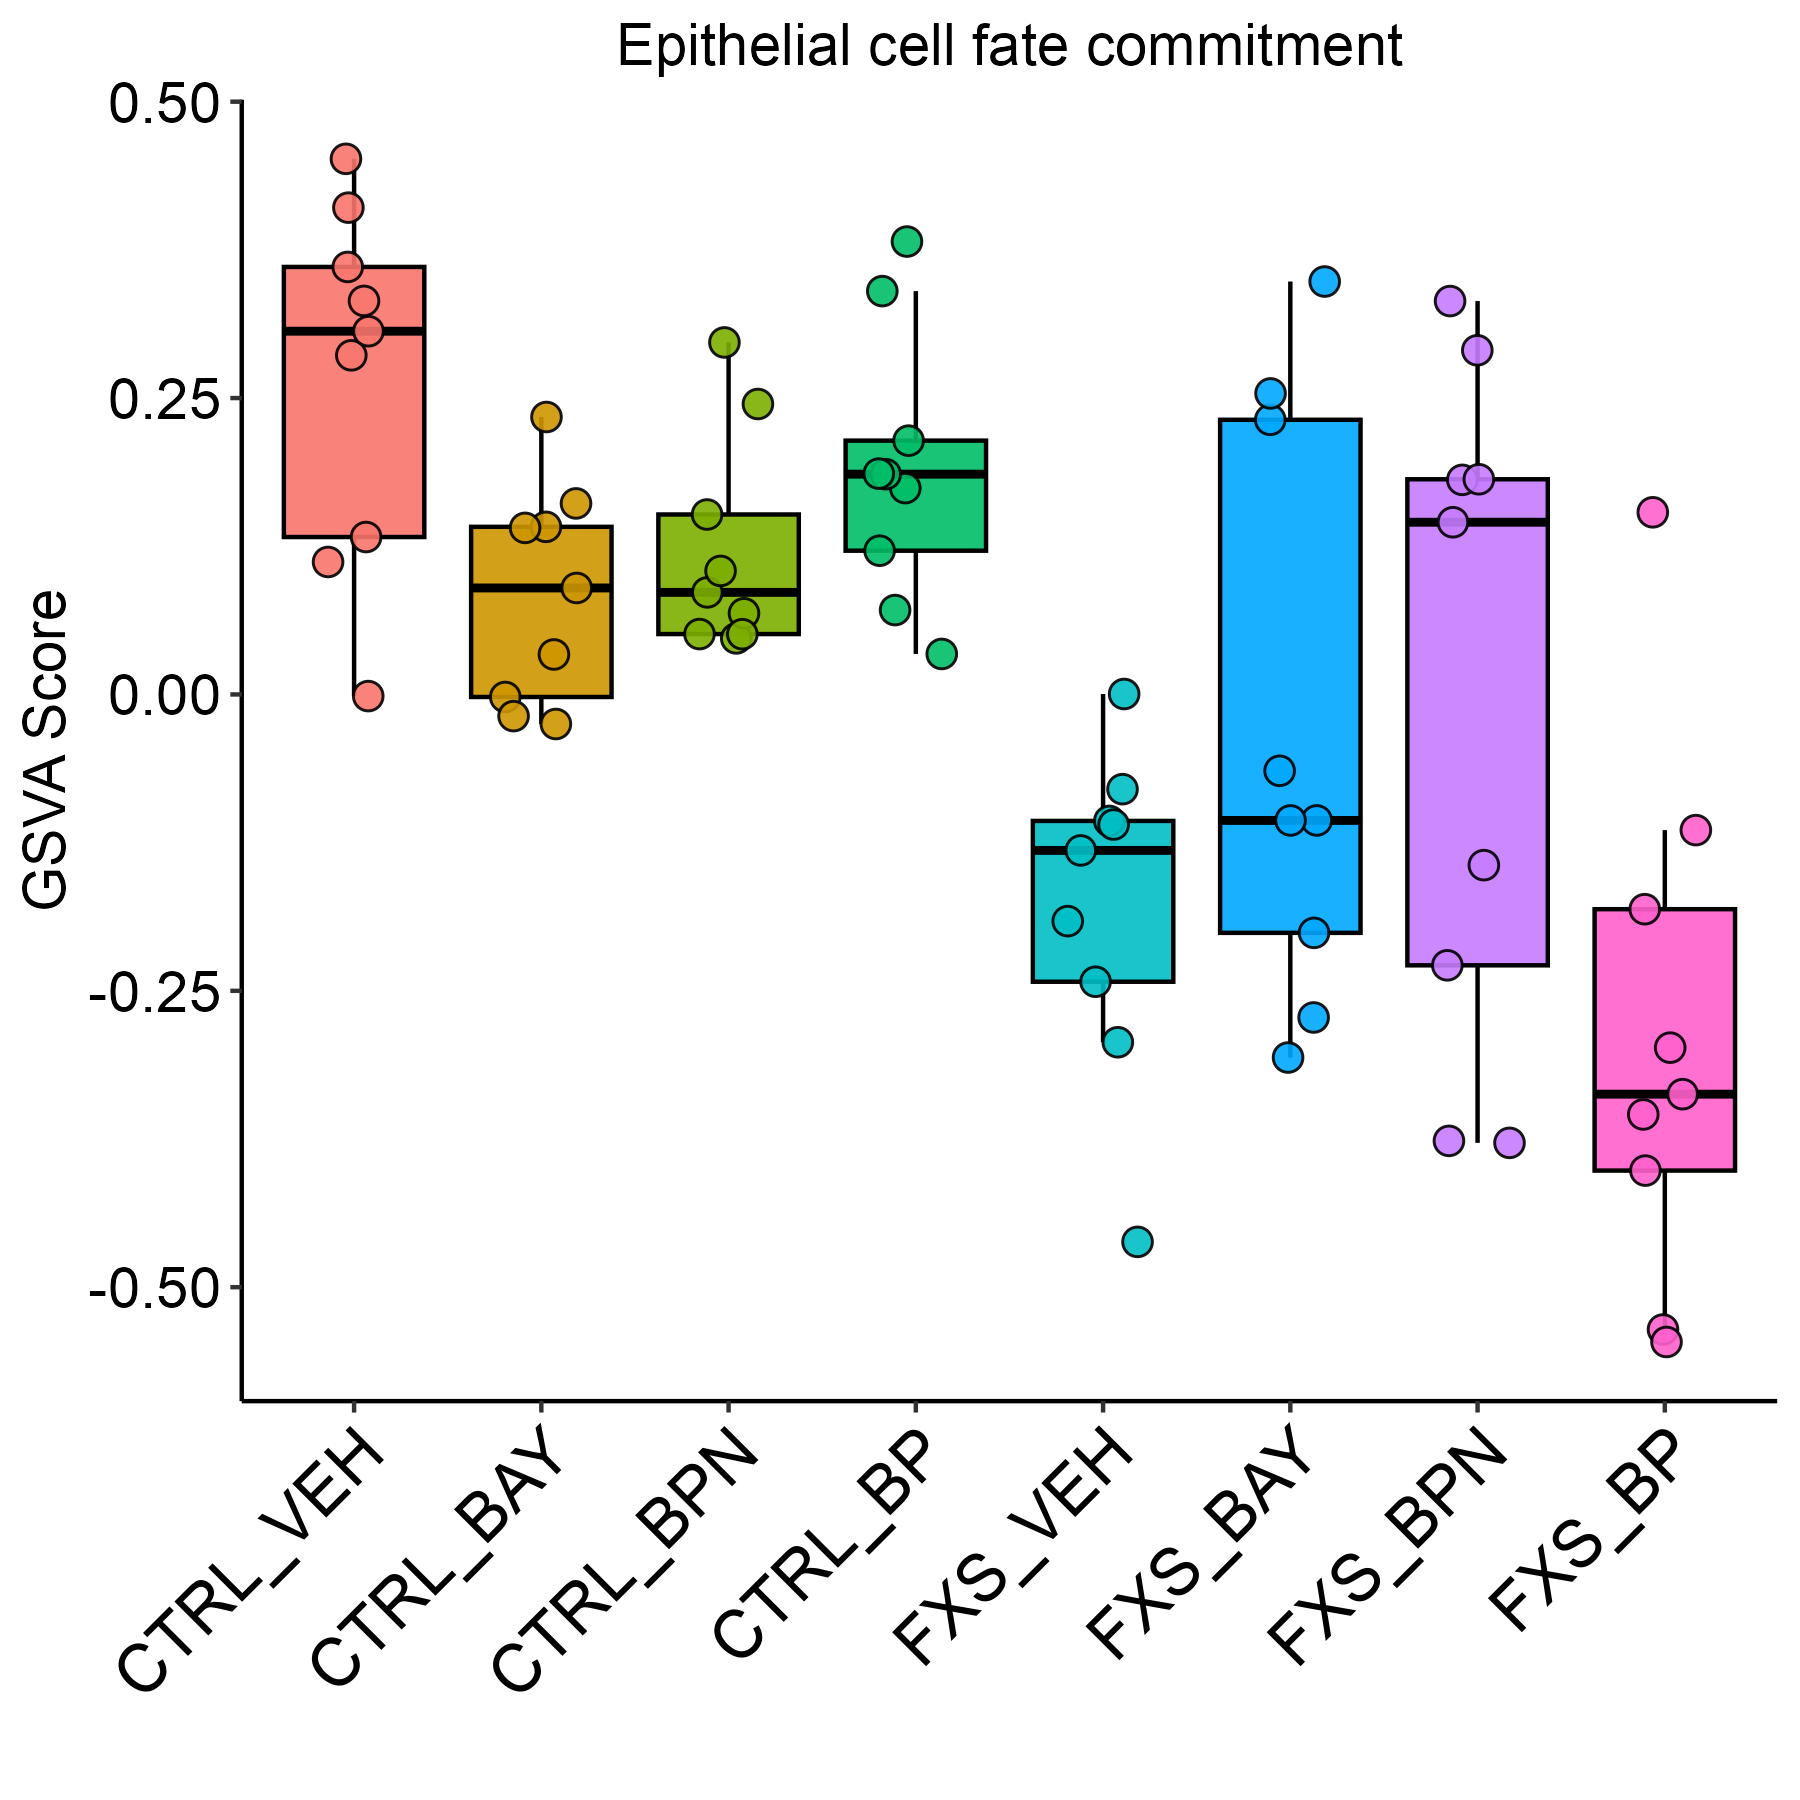 Epithelial cell fate commitment
GSVA Score
0.50
0.25
0.00
-0.25
-0.50
CTRL_VEH
CTRL_BAY
CTRL_BPN
CTRL_BP
FXS_VEH
FXS_BAY
FXS_BPN
FXS_BP